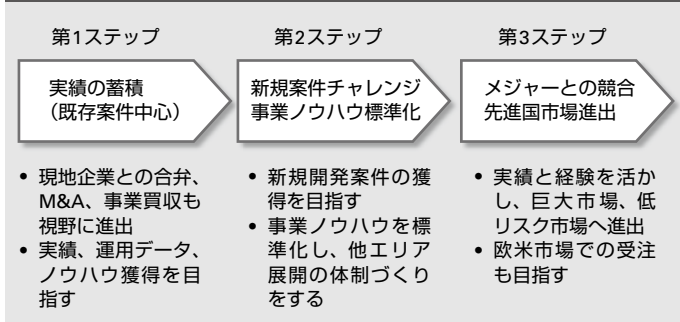 第1ステップ
実績の蓄積
（既存案件中心）
• 現地企業との合弁、
M&A、事業買収も
視野に進出
• 実績、運用データ、
ノウハウ獲得を目
指す
第2ステップ
新規案件チャレンジ
事業ノウハウ標準化
• 新規開発案件の獲
得を目指す
• 事業ノウハウを標
準化し、他エリア
展開の体制づくり
をする
第3ステップ
メジャーとの競合
先進国市場進出
• 実績と経験を活か
し、巨大市場、低
リスク市場へ進出
• 欧米市場での受注
も目指す